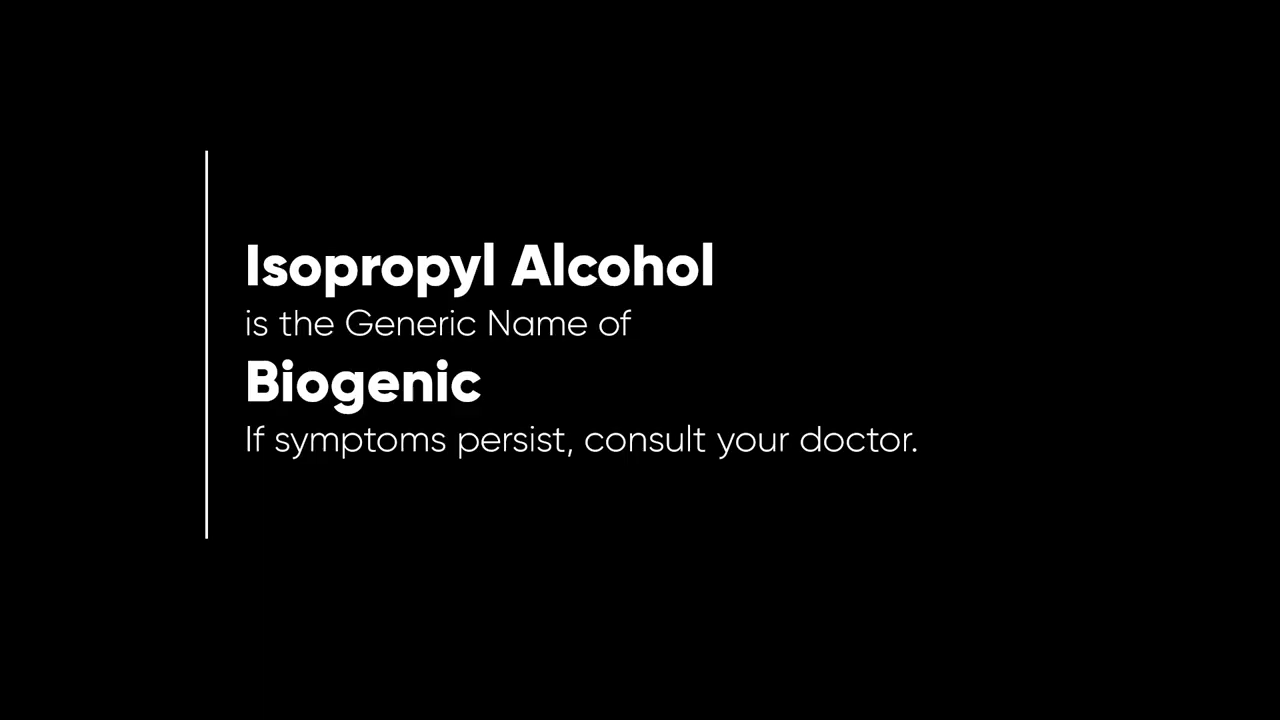 Isopropyl Alcohol
is the Generic Name of
Biogenic
If symptoms persist, consult your doctor.